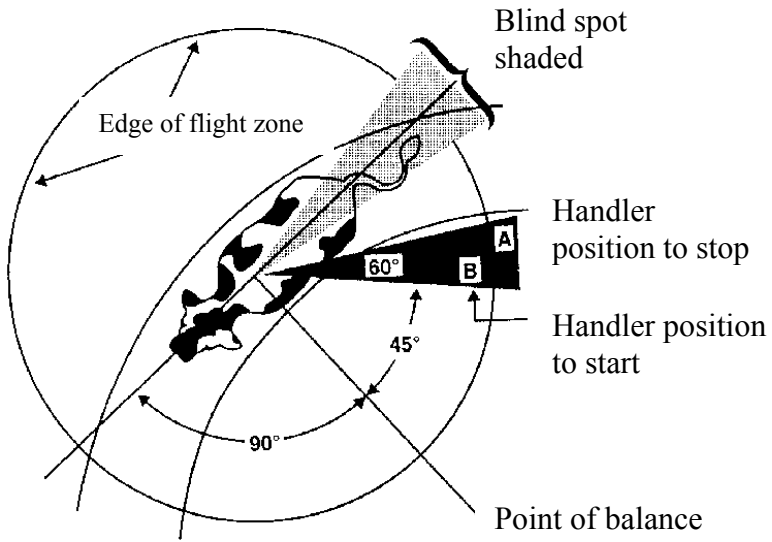 Blind spot
shaded
Edge of flight zone
Handler
position to stop
A
60°
B
Handler position
to start
45°
90°
Point of balance